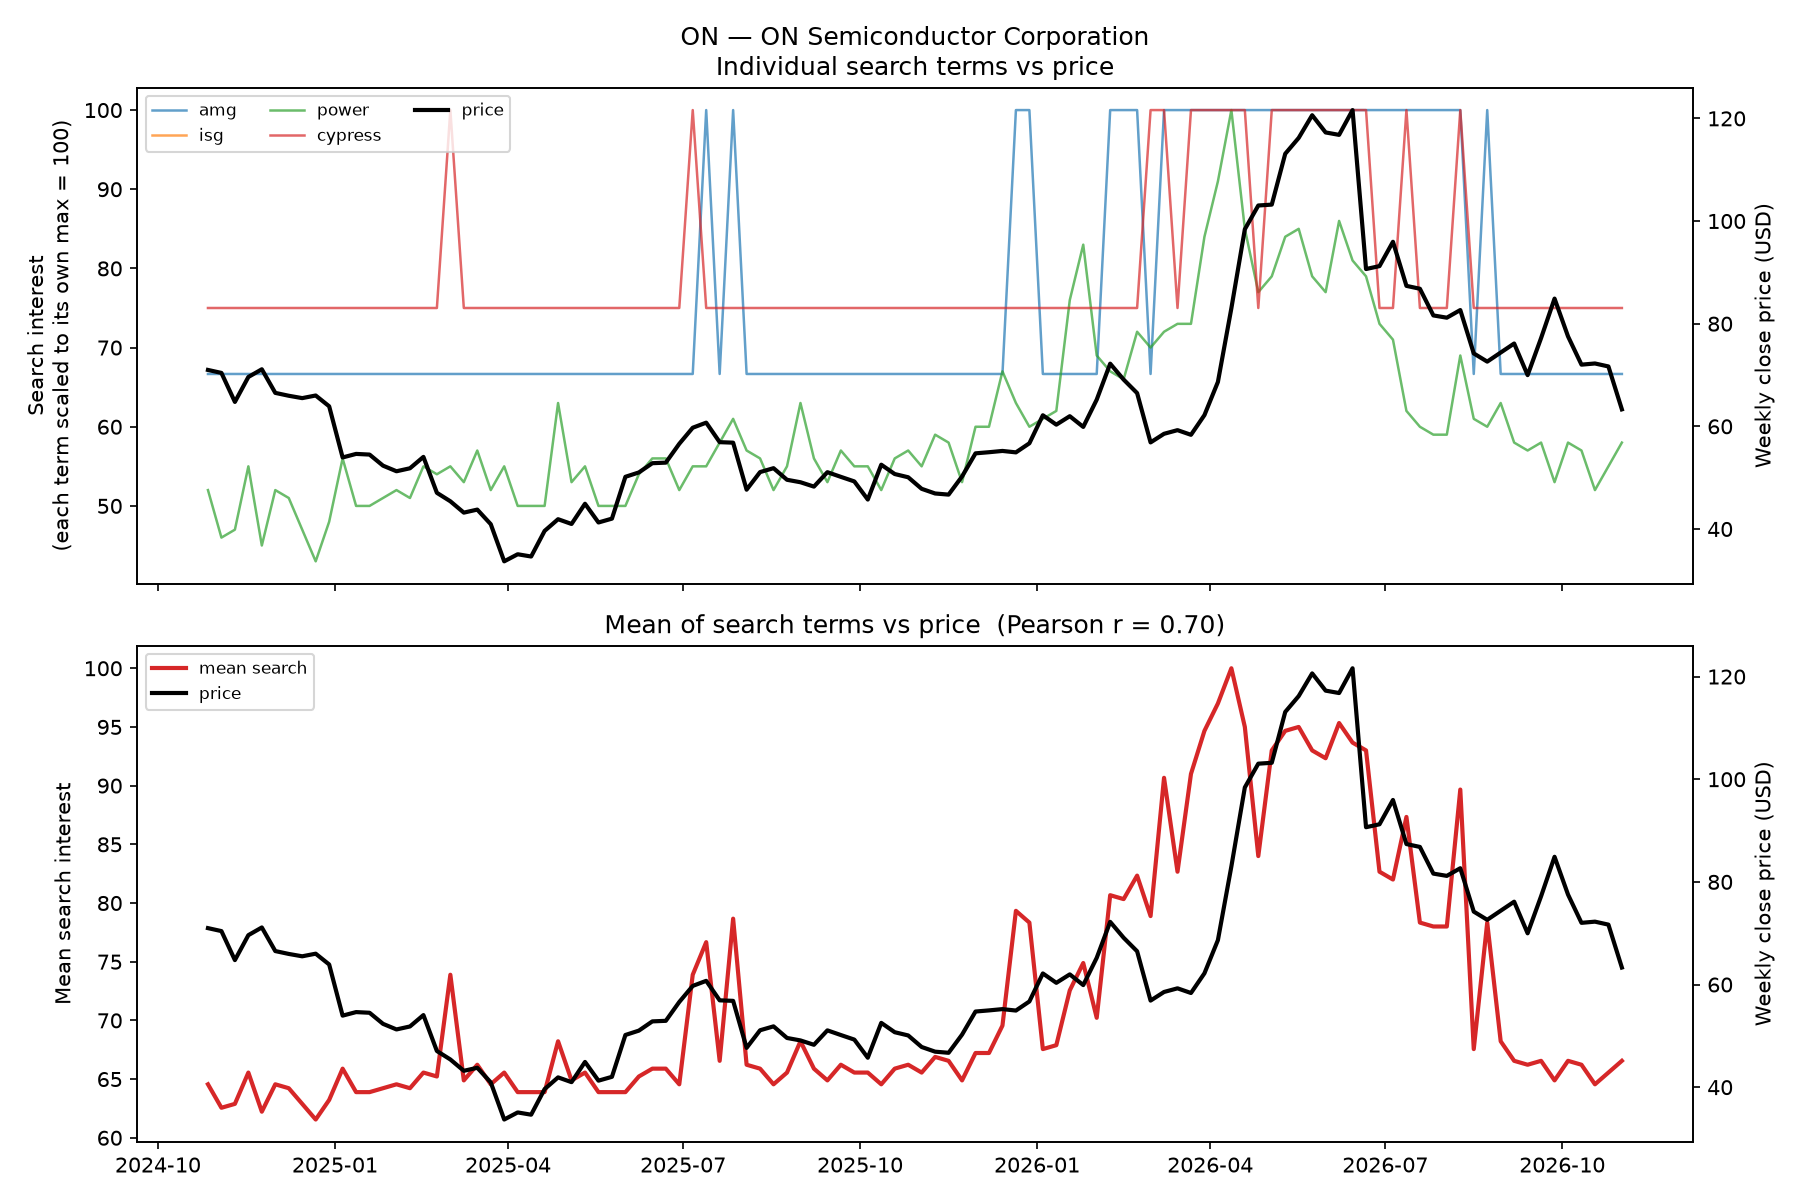 ON — ON Semiconductor Corporation
Individual search terms vs price
amg
isg
power
cypress
price
Search interest
(each term scaled to its own max = 100)
100
90
80
70
60
50
120
100
80
60
40
Weekly close price (USD)
Mean of search terms vs price (Pearson r = 0.70)
mean search
price
Mean search interest
100
95
90
85
80
75
70
65
60
120
100
80
60
40
Weekly close price (USD)
2024-10
2025-01
2025-04
2025-07
2025-10
2026-01
2026-04
2026-07
2026-10